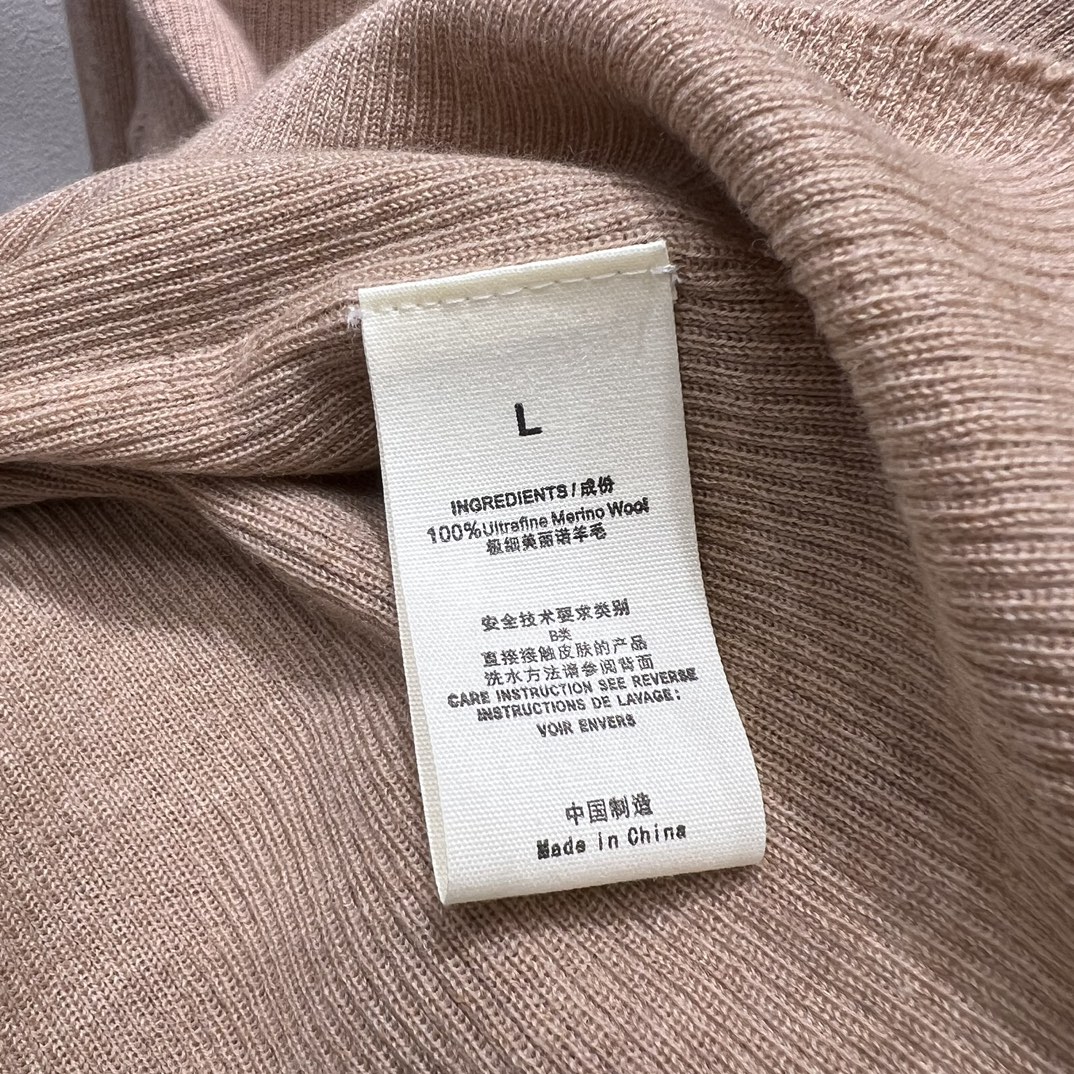 L
INGREDIENTS / 成份
100%Ultrafine Merino Wool
极细美丽诺羊毛
安全技术要求类别
B类
直接接触皮肤的产品
洗水方法请参阅背面
CARE INSTRUCTION SEE REVERSE
INSTRUCTIONS DE LAVAGE:
VOIR ENVERS
中国制造
Made in China